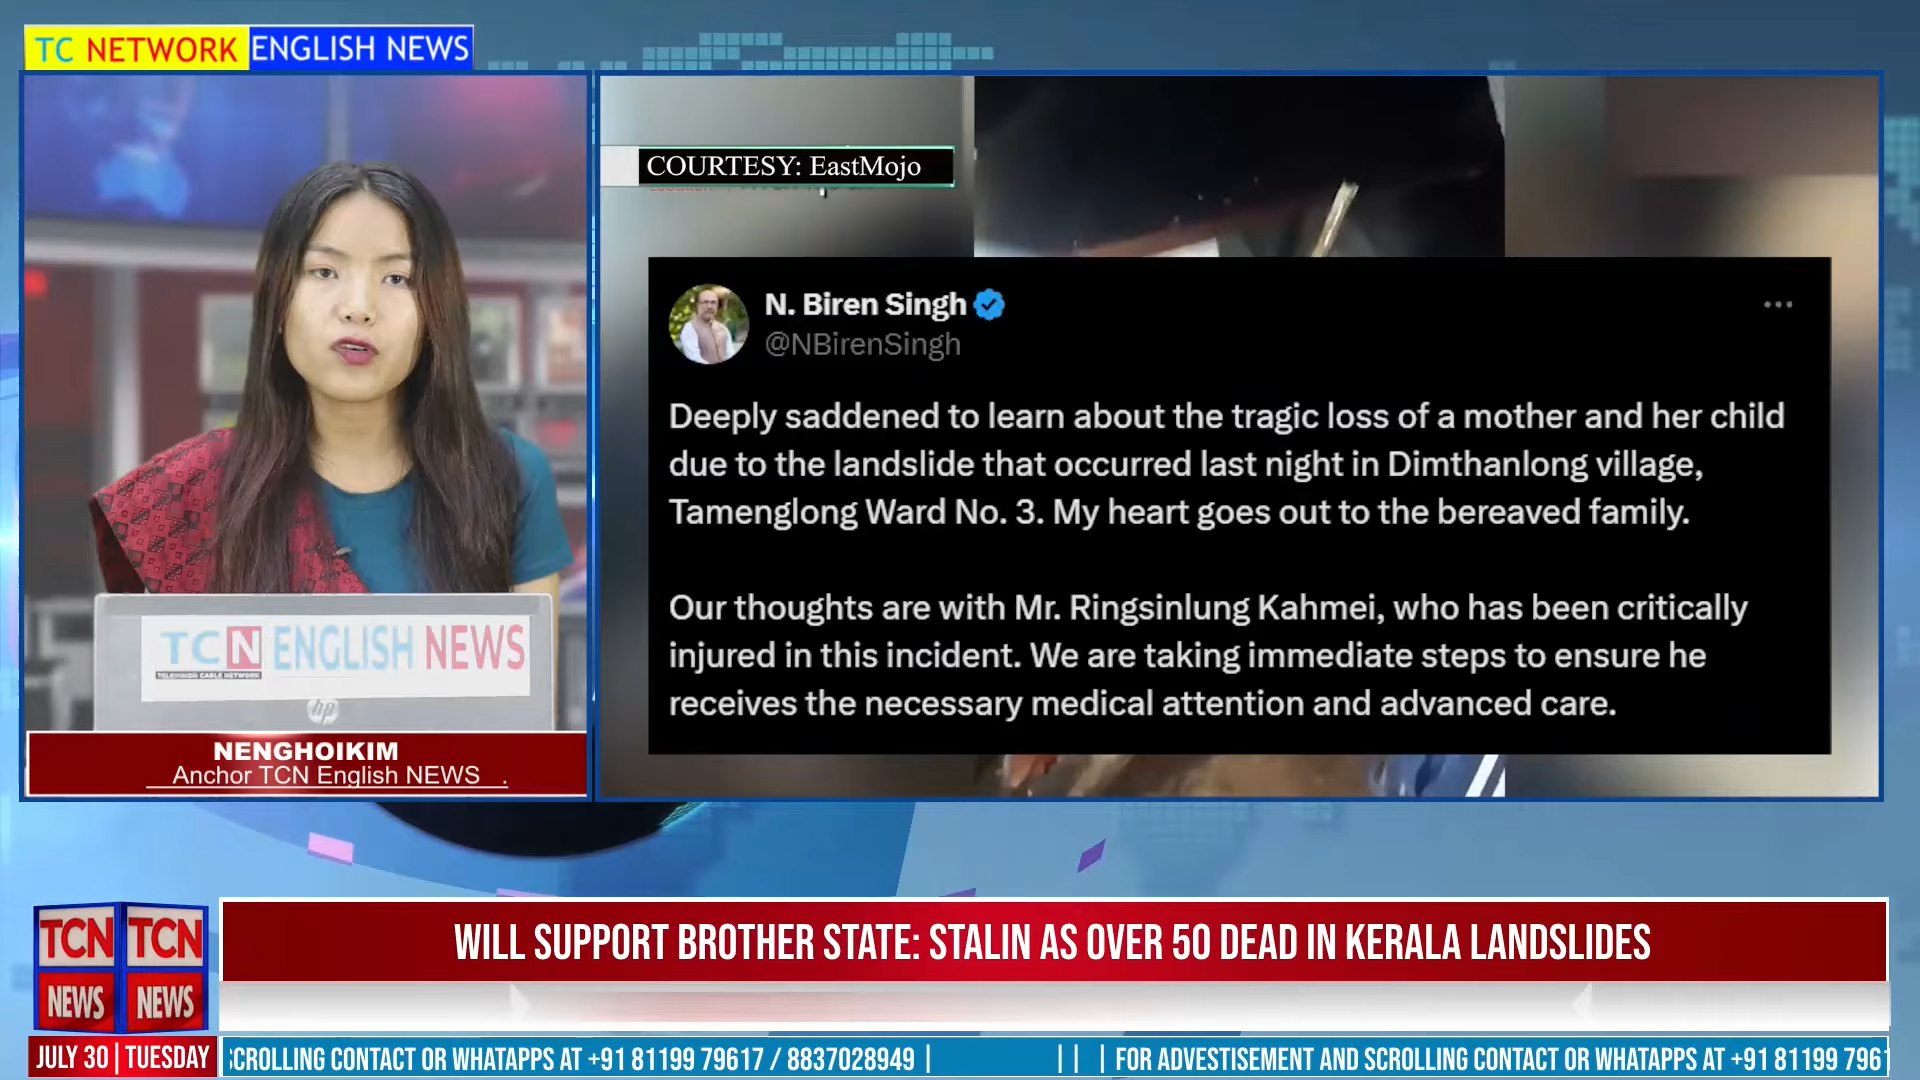 TC NETWORK ENGLISH NEWS
COURTESY: EastMojo
N. Biren Singh
@NBirenSingh
Deeply saddened to learn about the tragic loss of a mother and her child
due to the landslide that occurred last night in Dimthanlong village,
Tamenglong Ward No. 3. My heart goes out to the bereaved family.
Our thoughts are with Mr. Ringsinlung Kahmei, who has been critically
injured in this incident. We are taking immediate steps to ensure he
receives the necessary medical attention and advanced care.
TCN ENGLISH NEWS
TELEVISION CABLE NETWORK
hp
NENGHOIKIM
Anchor TCN English NEWS .
TCN TCN
NEWS NEWS
WILL SUPPORT BROTHER STATE: STALIN AS OVER 50 DEAD IN KERALA LANDSLIDES
JULY 30 | TUESDAY
SCROLLING CONTACT OR WHATAPPS AT +91 81199 79617 / 8837028949 | | | | FOR ADVESTISEMENT AND SCROLLING CONTACT OR WHATAPPS AT +91 81199 7961